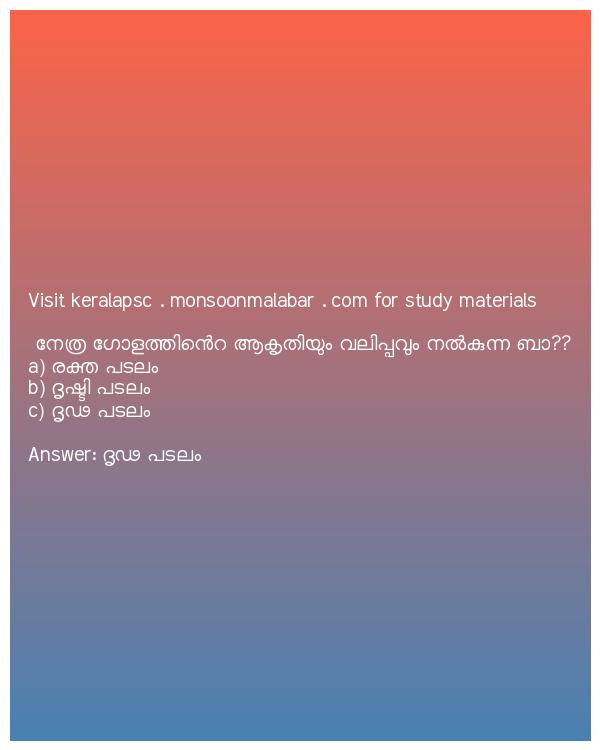 Visit keralapsc . monsoonmalabar . com for study materials
നേത്ര ഗോളത്തിൻെറ ആകൃതിയും വലിപ്പവും നൽകുന്ന ബാ??
a) രക്ത പടലം
b) ദൃഷ്ടി പടലം
c) ദൃഢ പടലം
Answer: ദൃഢ പടലം